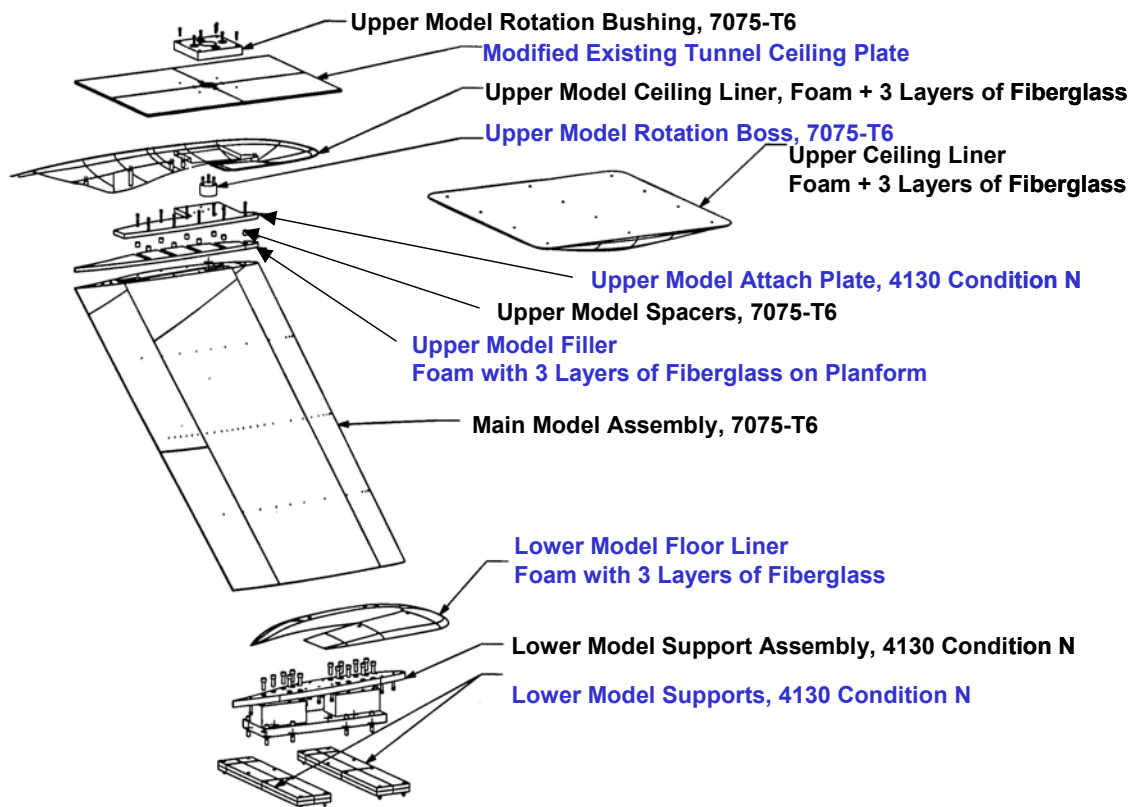 Upper Model Rotation Bushing, 7075-T6
Modified Existing Tunnel Ceiling Plate
Upper Model Ceiling Liner, Foam + 3 Layers of Fiberglass
Upper Model Rotation Boss, 7075-T6
Upper Ceiling Liner
Foam + 3 Layers of Fiberglass
Upper Model Attach Plate, 4130 Condition N
Upper Model Spacers, 7075-T6
Upper Model Filler
Foam with 3 Layers of Fiberglass on Planform
Main Model Assembly, 7075-T6
Lower Model Floor Liner
Foam with 3 Layers of Fiberglass
Lower Model Support Assembly, 4130 Condition N
Lower Model Supports, 4130 Condition N